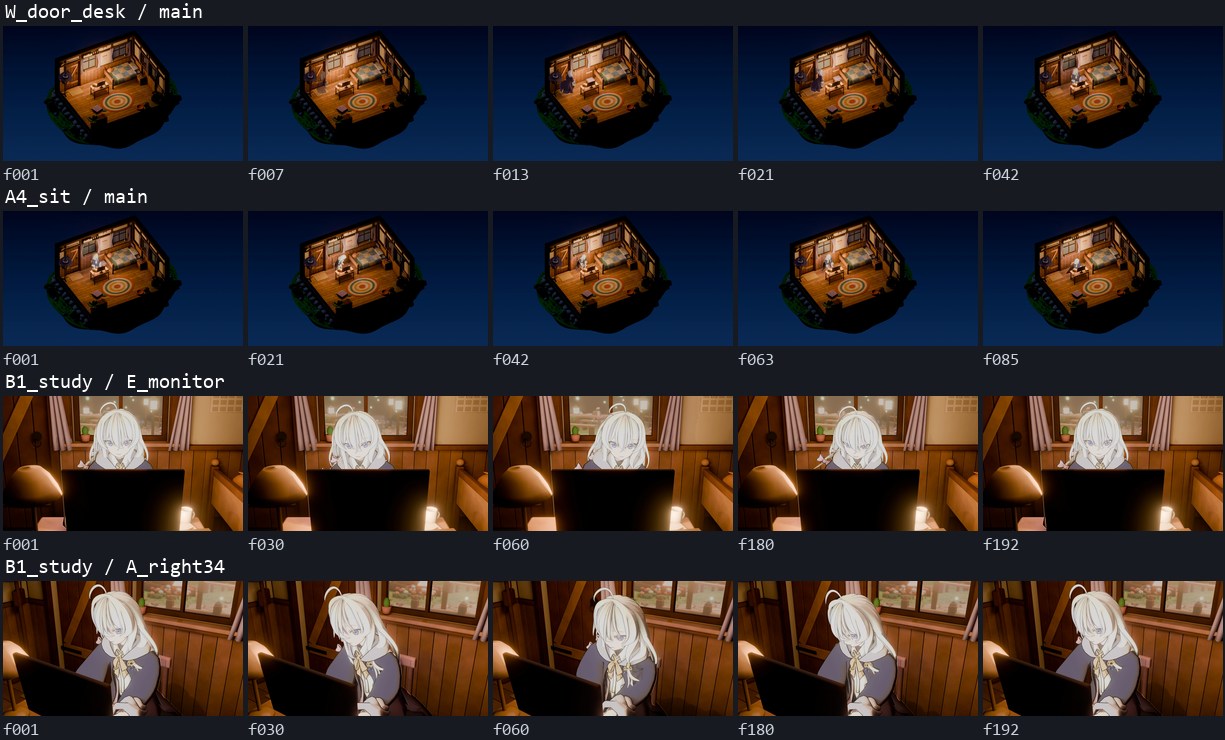 W_door_desk / main
f001 f007 f013 f021 f042
A4_sit / main
f001 f021 f042 f063 f085
B1_study / E_monitor
f001 f030 f060 f180 f192
B1_study / A_right34
f001 f030 f060 f180 f192